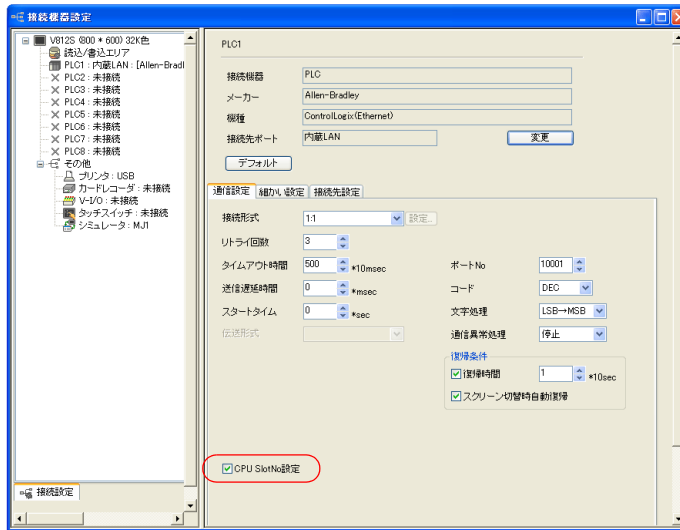 接続機器設定
V812S (800 * 600) 32K色
読込/書込エリア
PLC1 : 内蔵LAN : [Allen-Bradl
PLC2 : 未接続
PLC3 : 未接続
PLC4 : 未接続
PLC5 : 未接続
PLC6 : 未接続
PLC7 : 未接続
PLC8 : 未接続
その他
プリンタ : USB
カードレコーダ : 未接続
V-I/O : 未接続
タッチスイッチ : 未接続
シミュレータ : MJ1
接続設定
PLC1
接続機器 PLC
メーカー Allen-Bradley
機種 ControlLogix(Ethernet)
接続先ポート 内蔵LAN 変更
デフォルト
通信設定 細かい設定 接続先設定
接続形式 1:1 設定...
リトライ回数 3
タイムアウト時間 500 *10msec ポートNo 10001
送信遅延時間 0 *msec コード DEC
スタートタイム 0 *sec 文字処理 LSB→MSB
伝送形式 通信異常処理 停止
復帰条件
復帰時間 1 *10sec
スクリーン切替時自動復帰
CPU SlotNo設定